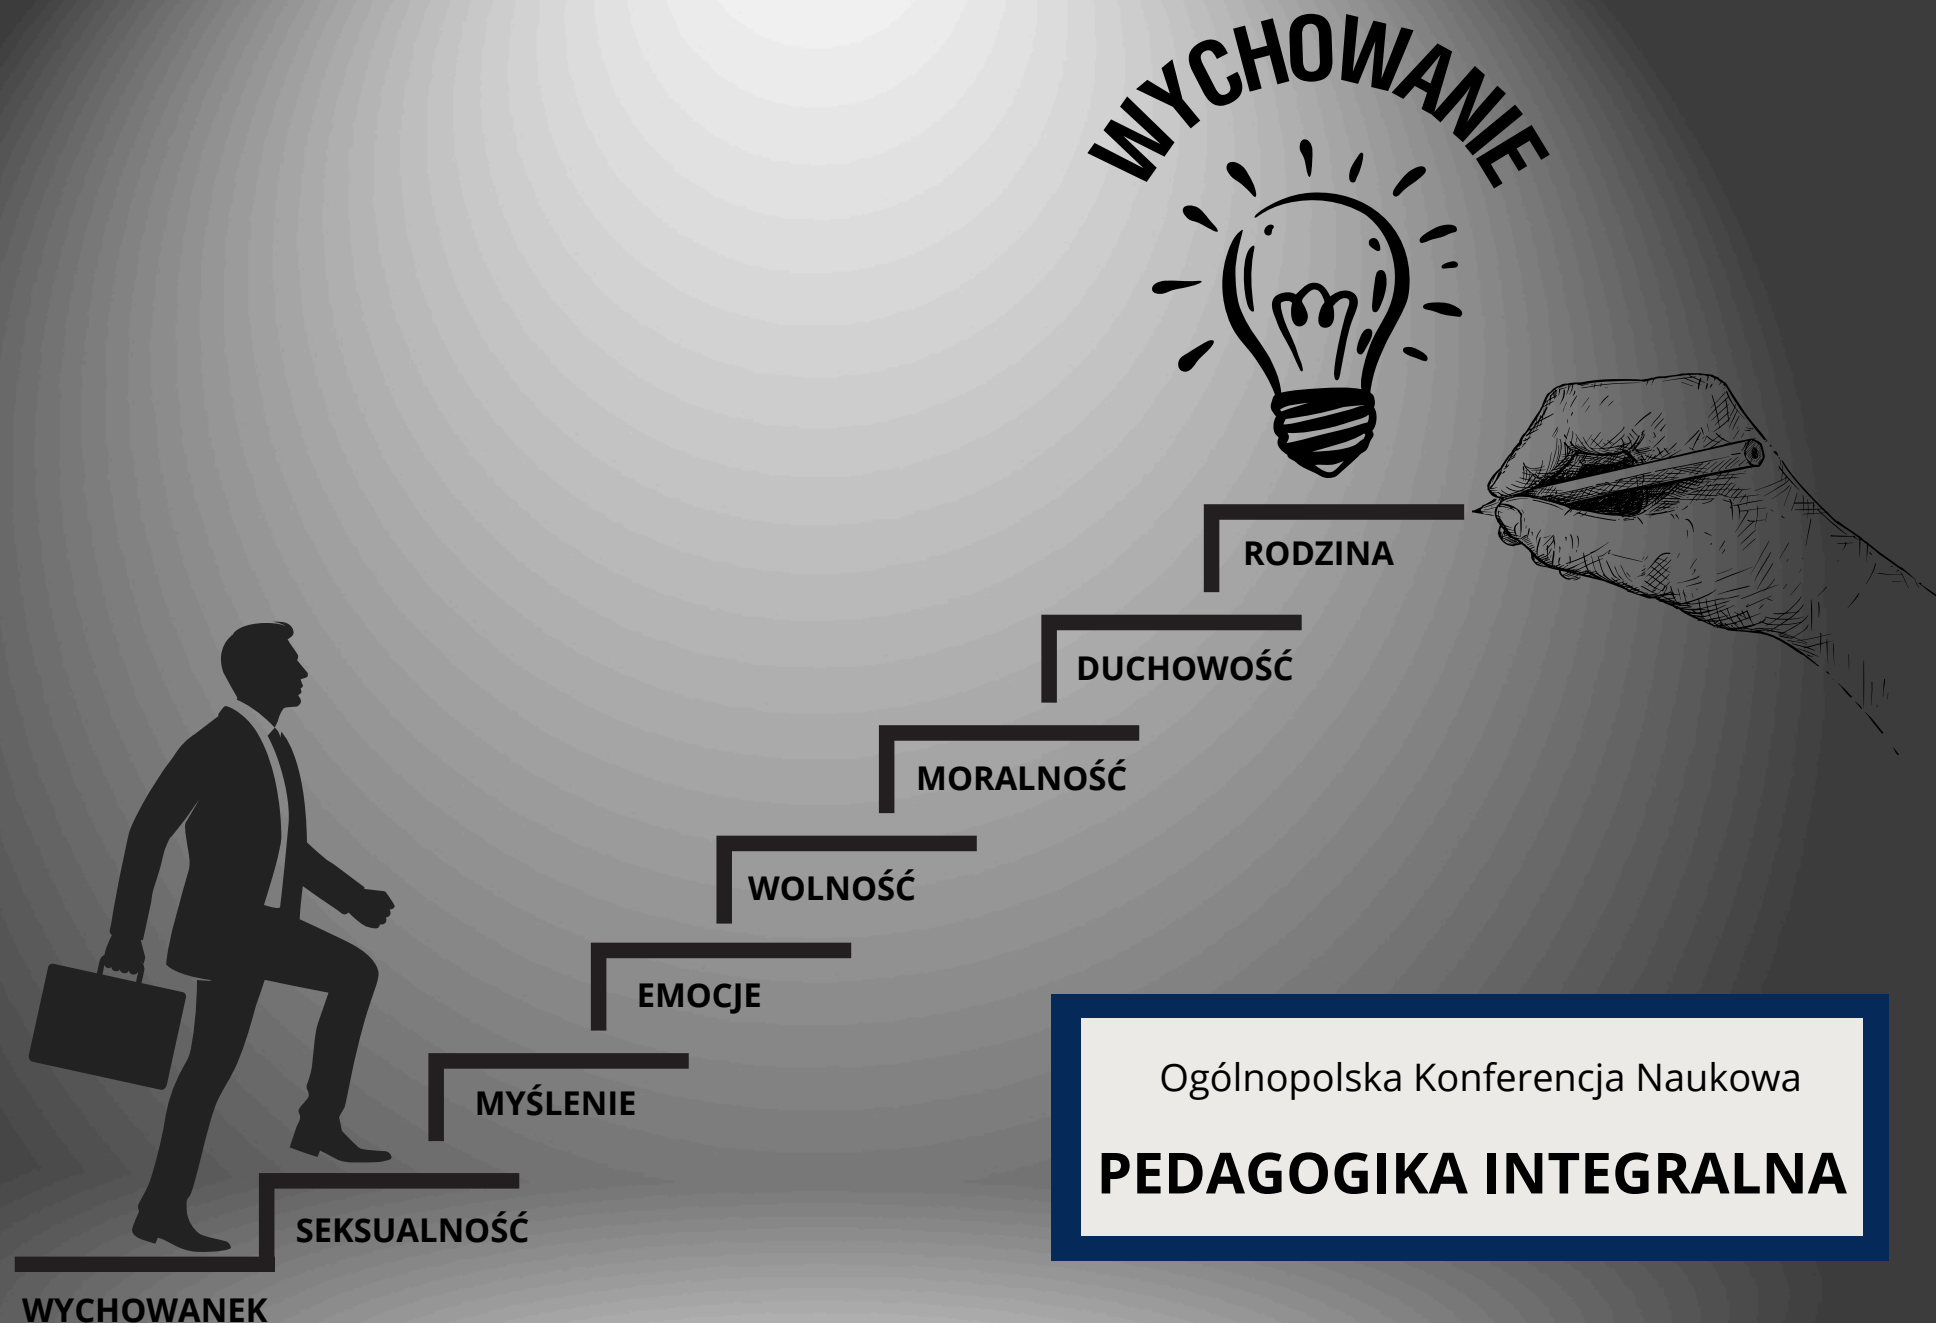 WYCHOWANIE
RODZINA
DUCHOWOŚĆ
MORALNOŚĆ
WOLNOŚĆ
EMOCJE
MYŚLENIE
SEKSUALNOŚĆ
WYCHOWANEK
Ogólnopolska Konferencja Naukowa
PEDAGOGIKA INTEGRALNA